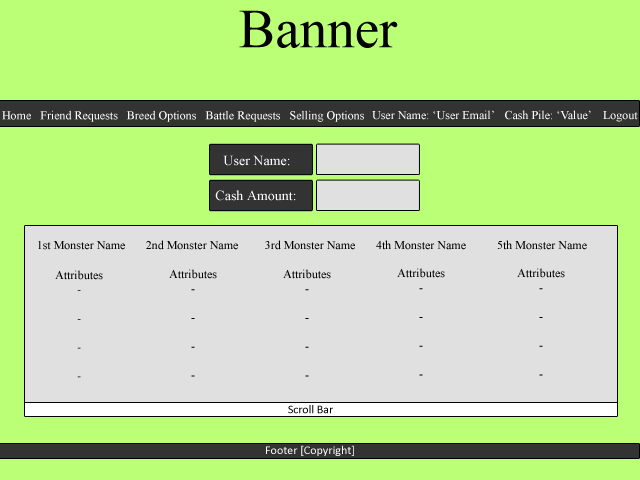 Banner
Home Friend Requests Breed Options Battle Requests Selling Options User Name: ‘User Email’ Cash Pile: ‘Value’ Logout
User Name:
Cash Amount:
1st Monster Name 2nd Monster Name 3rd Monster Name 4th Monster Name 5th Monster Name
Attributes Attributes Attributes Attributes Attributes
- - - - -
- - - - -
- - - - -
- - - - -
Scroll Bar
Footer [Copyright]